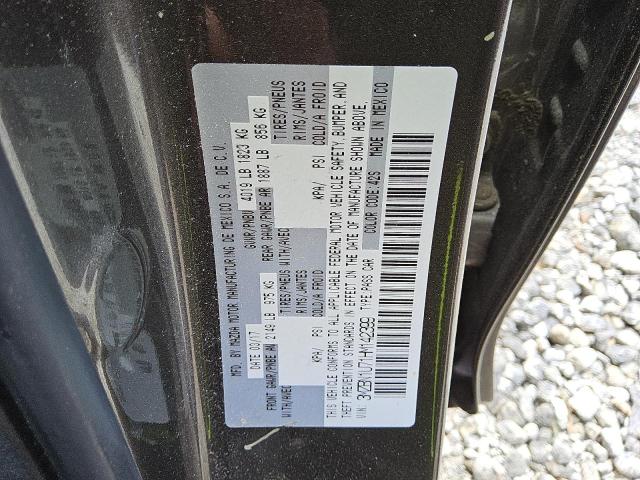 MFD. BY MAZDA MOTOR MANUFACTURING DE MEXICO S.A. DE C.V.
DATE 03/17 GVWR/PNBV 4019 LB 1823 KG
FRONT GAWR/PNBE AV 2149 LB 975 KG REAR GAWR/PNBE AR 1887 LB 856 KG
WITH/AVEC TIRES/PNEUS WITH/AVEC TIRES/PNEUS
RIMS/JANTES RIMS/JANTES
KPA/ PSI COLD/A FROID KPA/ PSI COLD/A FROID
THIS VEHICLE CONFORMS TO ALL APPLICABLE FEDERAL MOTOR VEHICLE SAFETY, BUMPER, AND
THEFT PREVENTION STANDARDS IN EFFECT ON THE DATE OF MANUFACTURE SHOWN ABOVE.
VIN: TYPE:PASS CAR COLOR CODE:42S MADE IN MEXICO